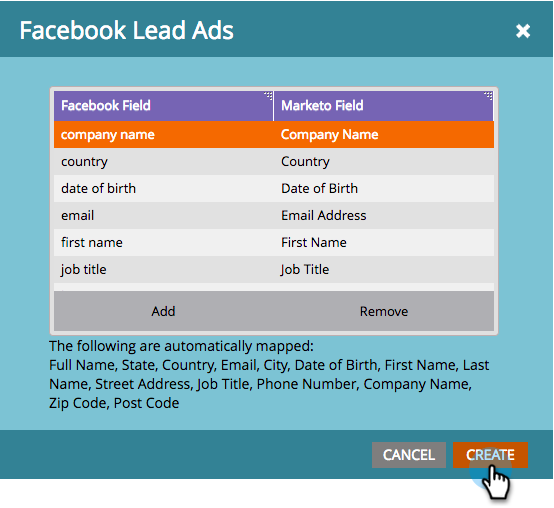 Facebook Lead Ads
Facebook Field Marketo Field
company name Company Name
country Country
date of birth Date of Birth
email Email Address
first name First Name
job title Job Title
Add Remove
The following are automatically mapped:
Full Name, State, Country, Email, City, Date of Birth, First Name, Last
Name, Street Address, Job Title, Phone Number, Company Name,
Zip Code, Post Code
CANCEL CREATE